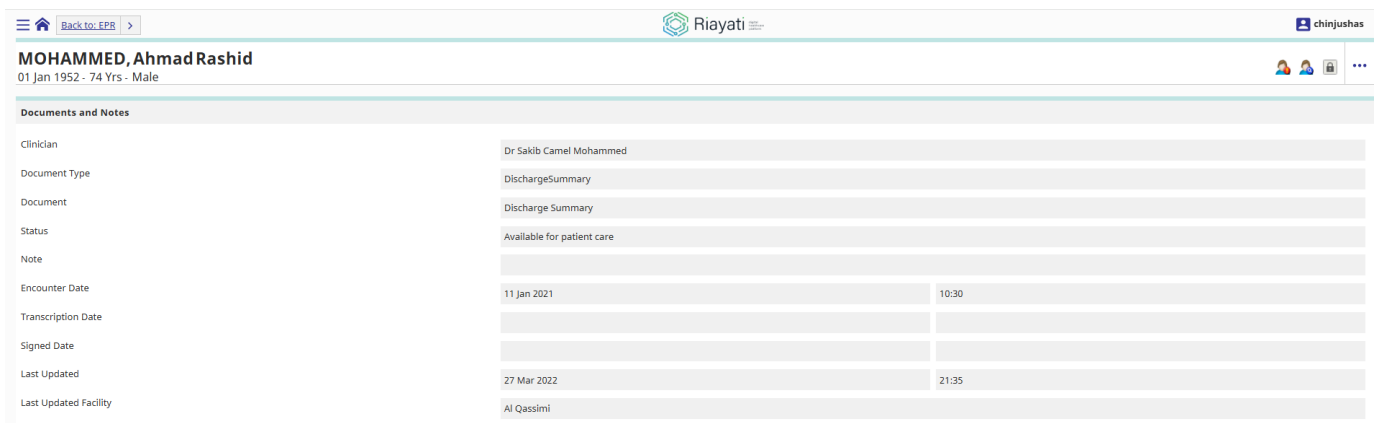 Back to: EPR
Riayati
chinjushas
MOHAMMED, Ahmad Rashid
01 Jan 1952 - 74 Yrs - Male
Documents and Notes
Clinician Dr Sakib Camel Mohammed
Document Type DischargeSummary
Document Discharge Summary
Status Available for patient care
Note
Encounter Date 11 Jan 2021 10:30
Transcription Date
Signed Date
Last Updated 27 Mar 2022 21:35
Last Updated Facility Al Qassimi